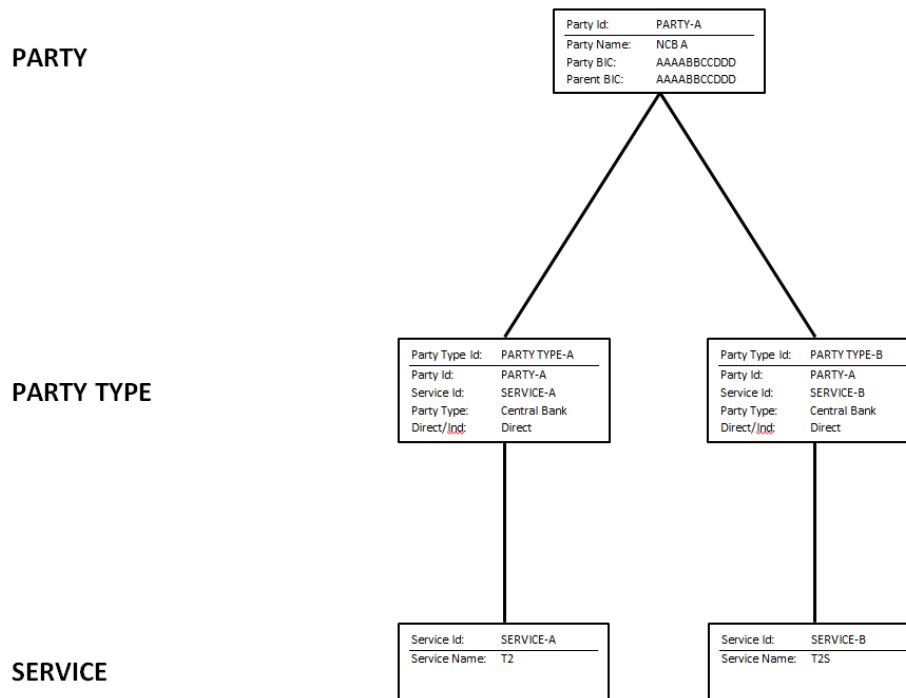 PARTY
Party Id: PARTY-A
Party Name: NCB A
Party BIC: AAAABBCCDDD
Parent BIC: AAAABBCCDDD
PARTY TYPE
Party Type Id: PARTY TYPE-A
Party Id: PARTY-A
Service Id: SERVICE-A
Party Type: Central Bank
Direct/Ind: Direct
Party Type Id: PARTY TYPE-B
Party Id: PARTY-A
Service Id: SERVICE-B
Party Type: Central Bank
Direct/Ind: Direct
SERVICE
Service Id: SERVICE-A
Service Name: T2
Service Id: SERVICE-B
Service Name: T2S